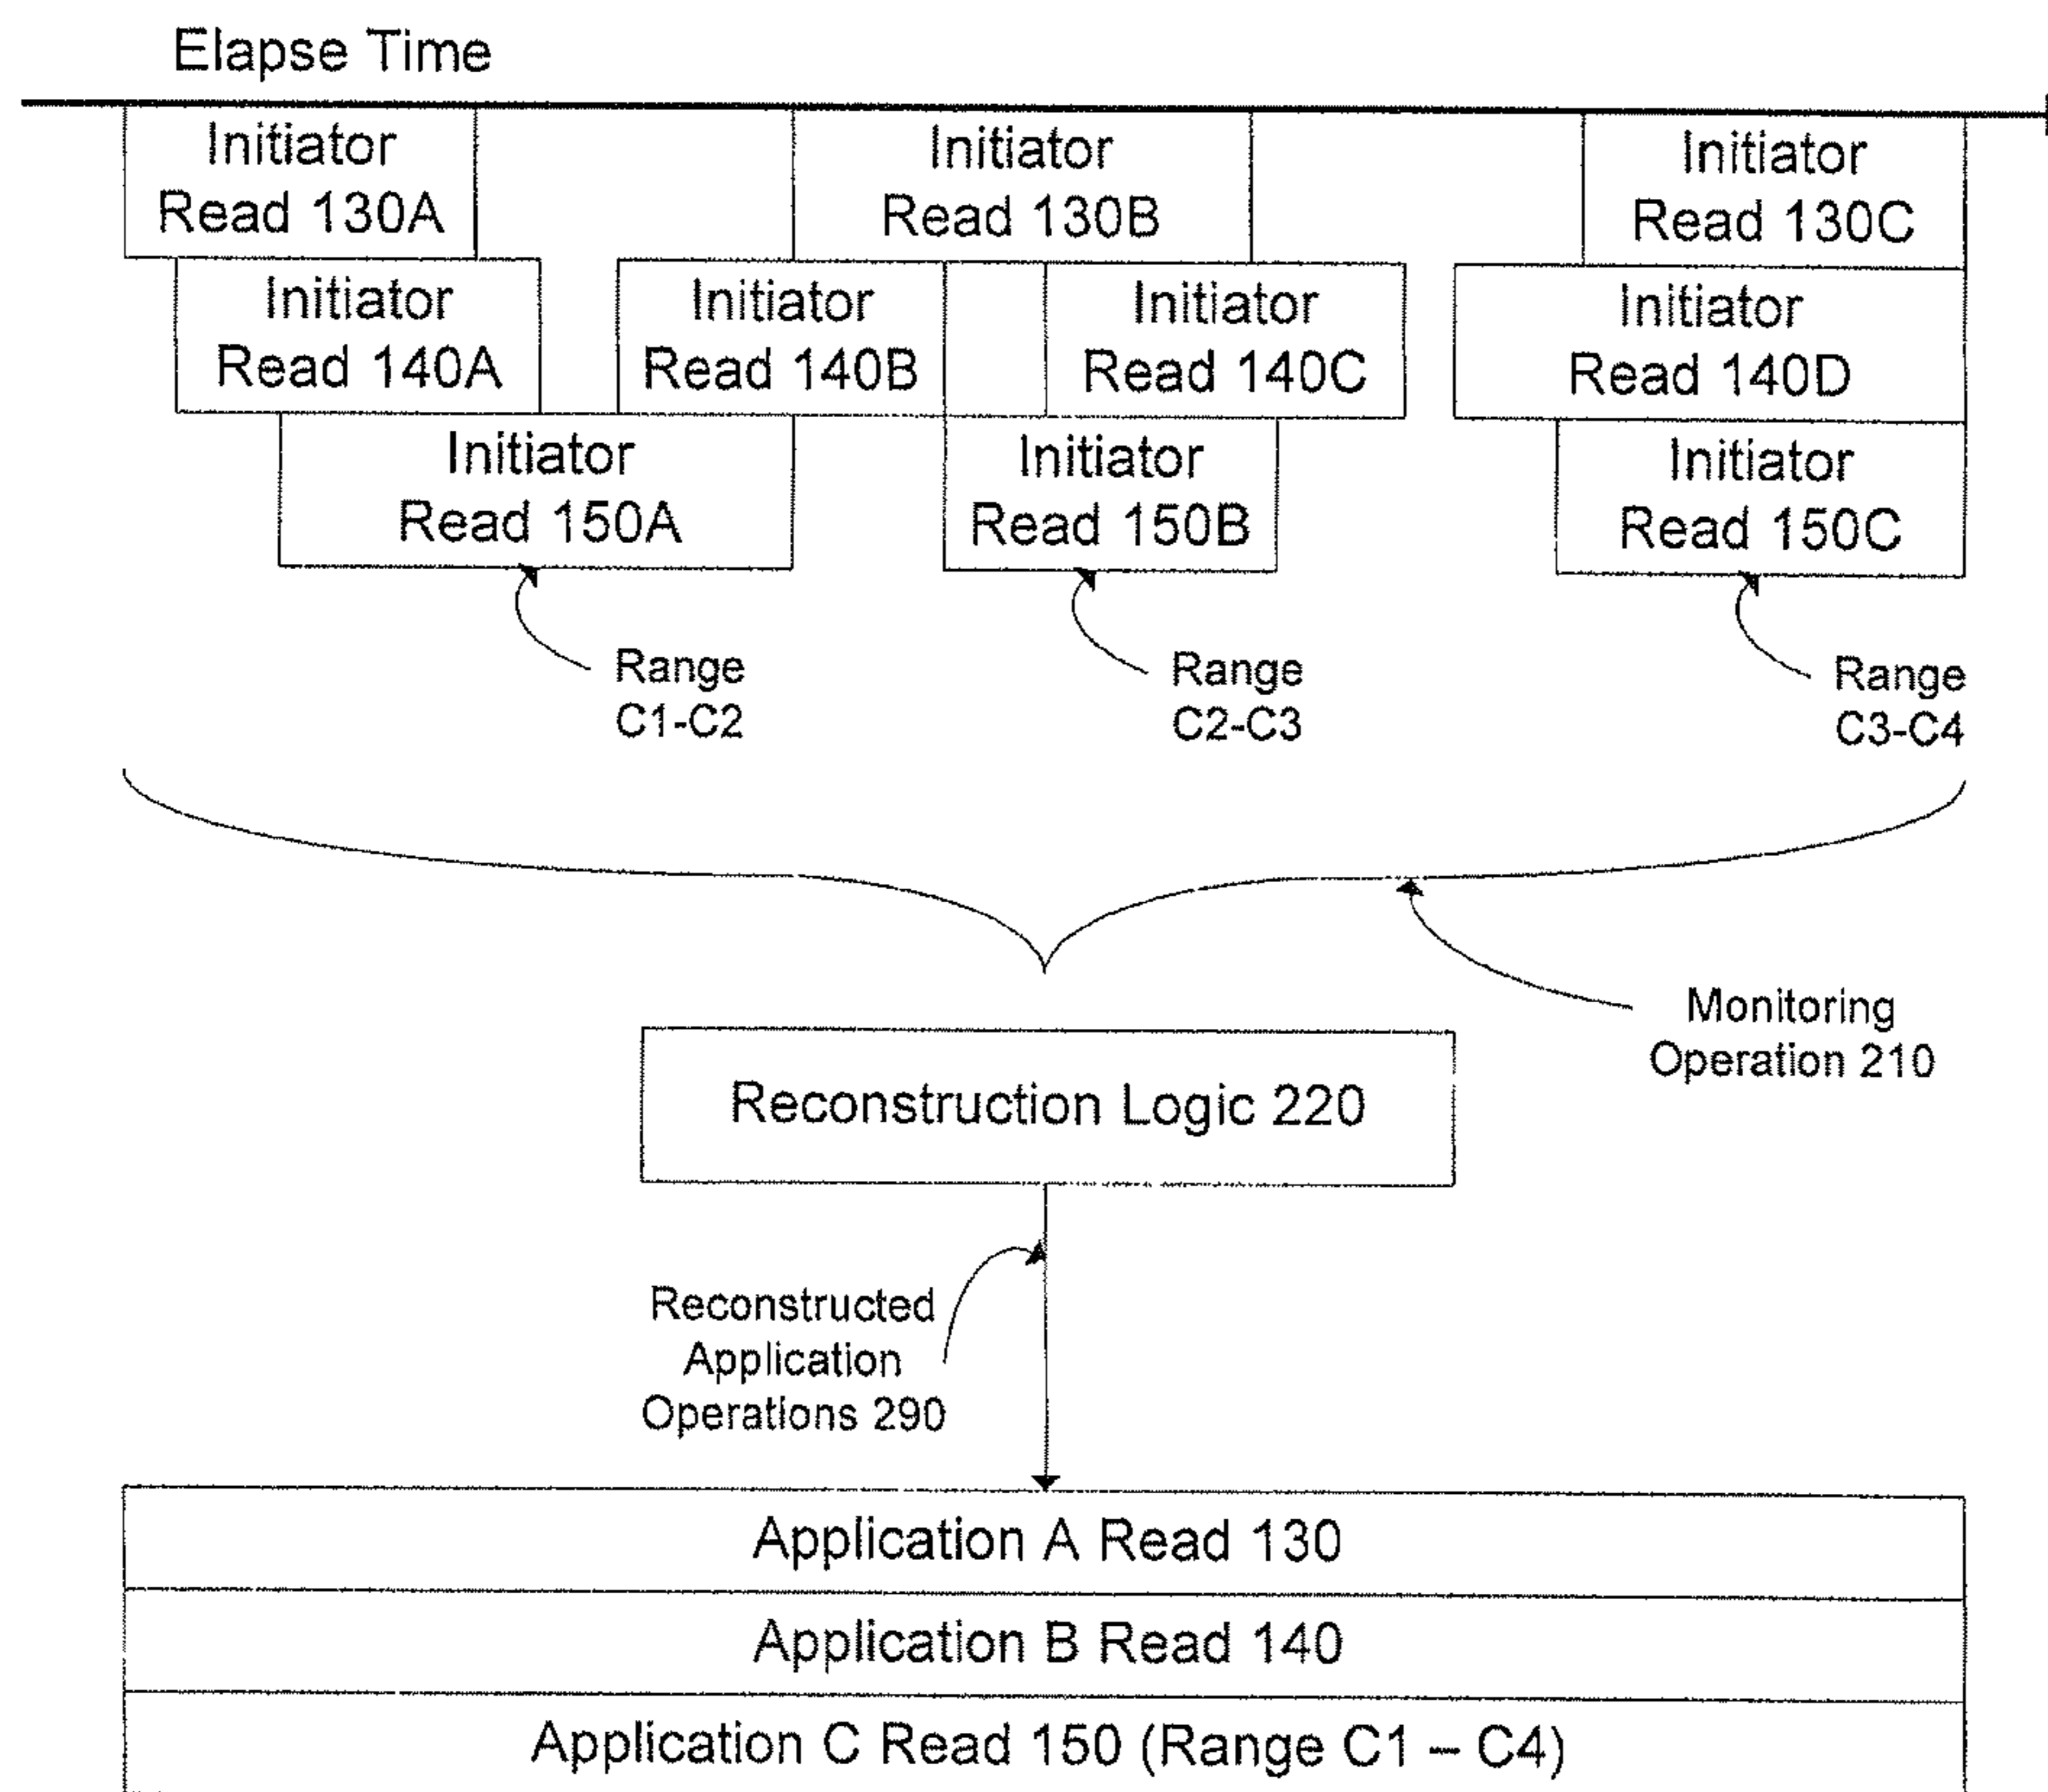 Elapse Time
Initiator
Read 130A
Initiator
Read 130B
Initiator
Read 130C
Initiator
Read 140A
Initiator
Read 140B
Initiator
Read 140C
Initiator
Read 140D
Initiator
Read 150A
Initiator
Read 150B
Initiator
Read 150C
Range
C1-C2
Range
C2-C3
Range
C3-C4
Monitoring
Operation 210
Reconstruction Logic 220
Reconstructed
Application
Operations 290
Application A Read 130
Application B Read 140
Application C Read 150 (Range C1 – C4)